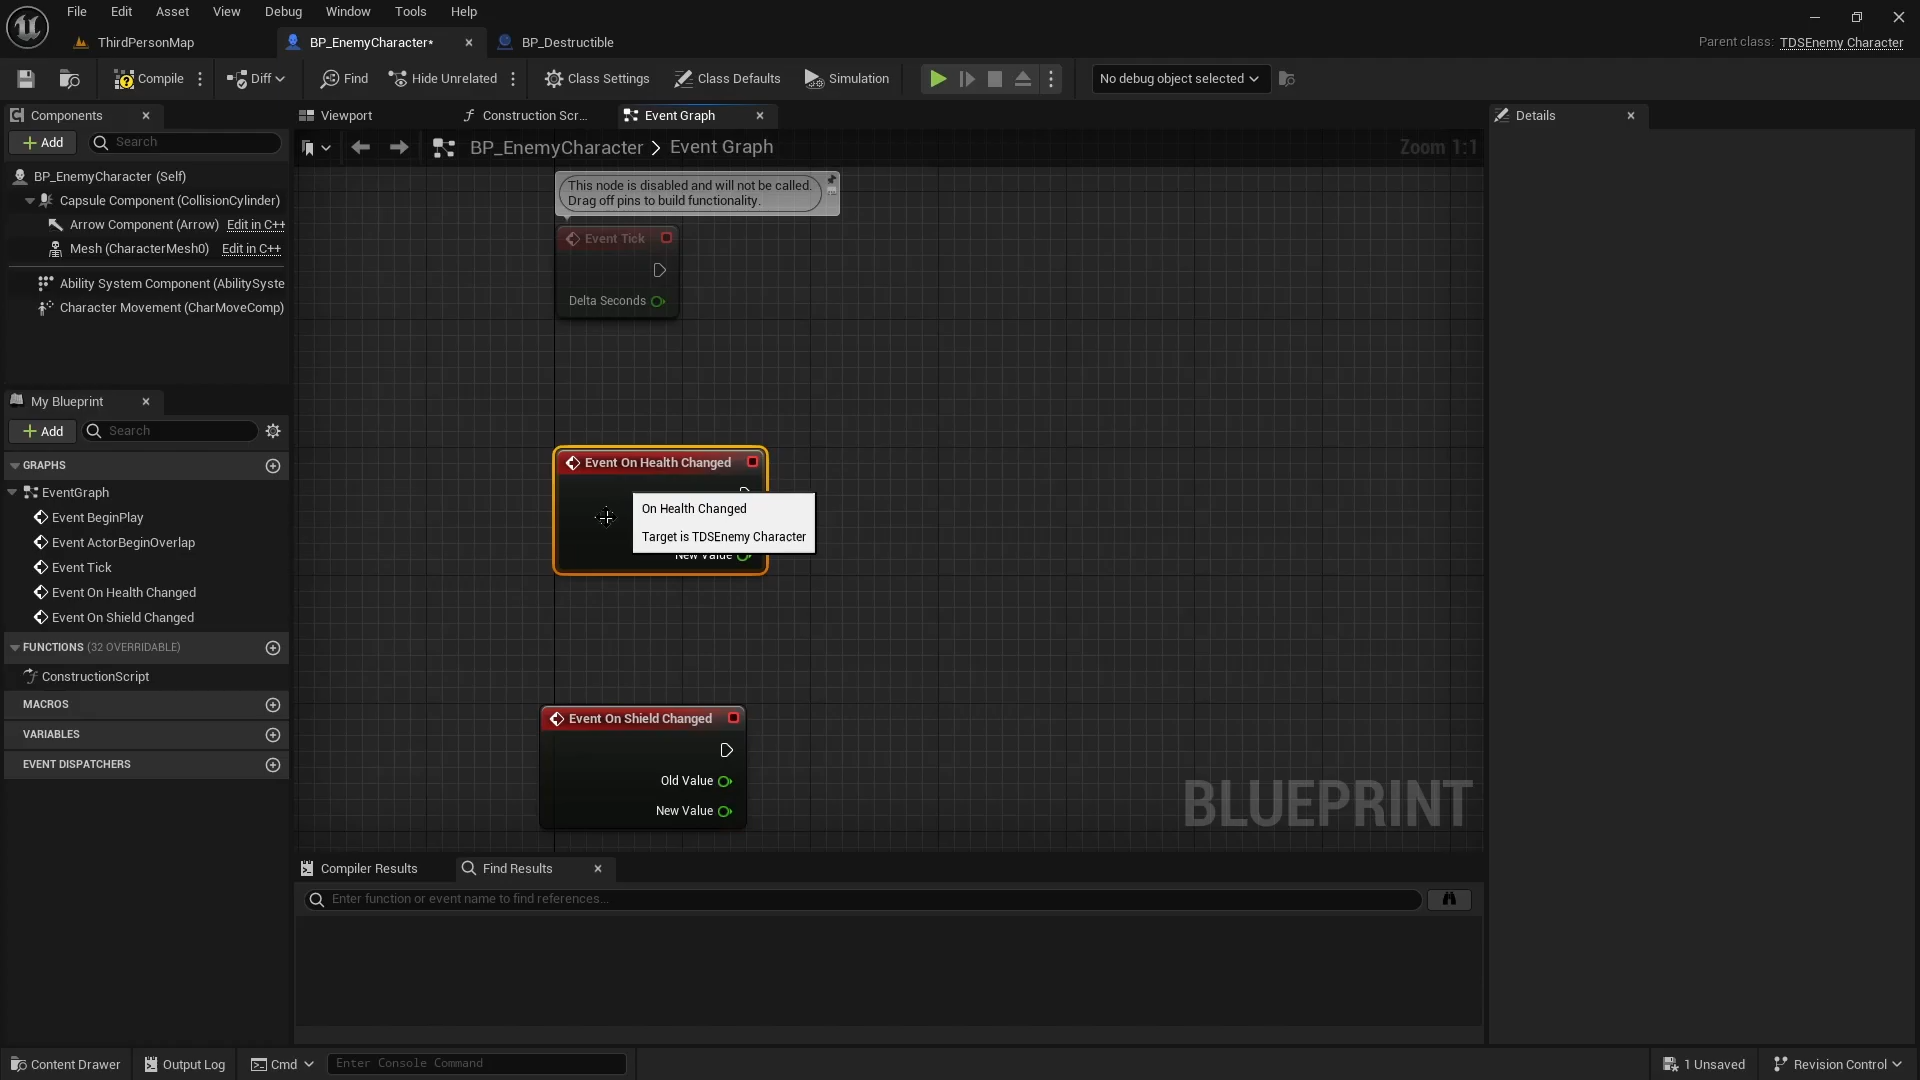 File Edit Asset View Debug Window Tools Help
ThirdPersonMap
BP_EnemyCharacter*
BP_Destructible
Parent class: TDSEnemy Character
Compile
Diff
Find
Hide Unrelated
Class Settings
Class Defaults
Simulation
No debug object selected
Components
Add
Search
BP_EnemyCharacter (Self)
Capsule Component (CollisionCylinder)
Arrow Component (Arrow) Edit in C++
Mesh (CharacterMesh0) Edit in C++
Ability System Component (AbilitySyste
Character Movement (CharMoveComp)
My Blueprint
Add
Search
GRAPHS
EventGraph
Event BeginPlay
Event ActorBeginOverlap
Event Tick
Event On Health Changed
Event On Shield Changed
FUNCTIONS (32 OVERRIDABLE)
ConstructionScript
MACROS
VARIABLES
EVENT DISPATCHERS
Viewport
Construction Scr...
Event Graph
BP_EnemyCharacter > Event Graph
Zoom 1:1
This node is disabled and will not be called.
Drag off pins to build functionality.
Event Tick
Delta Seconds
Event On Health Changed
On Health Changed
Target is TDSEnemy Character
New Value
Event On Shield Changed
Old Value
New Value
BLUEPRINT
Compiler Results
Find Results
Enter function or event name to find references...
Details
Content Drawer
Output Log
Cmd
Enter Console Command
1 Unsaved
Revision Control